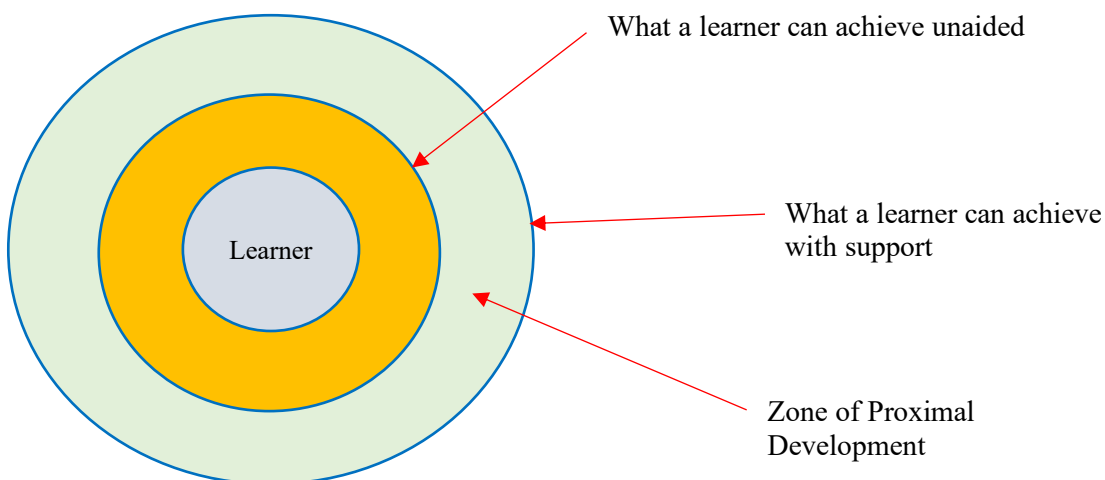 What a learner can achieve unaided
What a learner can achieve
with support
Learner
Zone of Proximal
Development